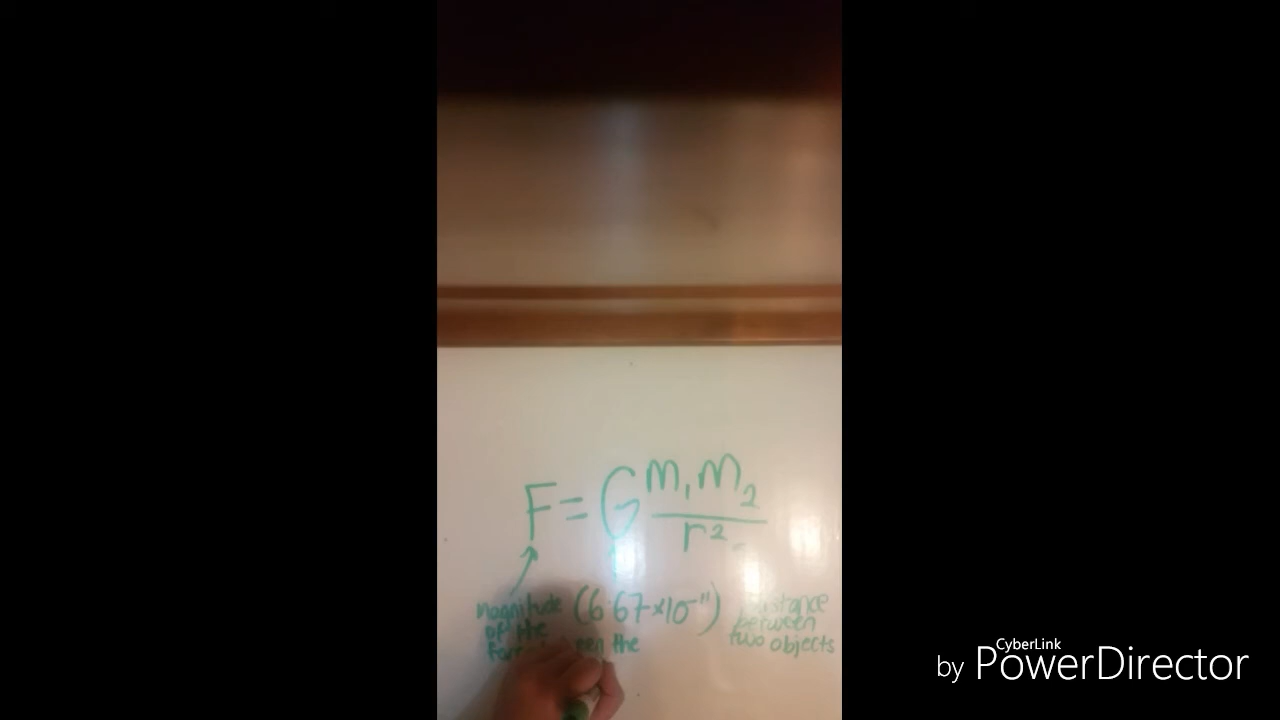 F = G m₁m₂ / r²
Magnitude
of the
(6.67×10⁻¹¹)
the
distance
between
two objects
CyberLink
by PowerDirector